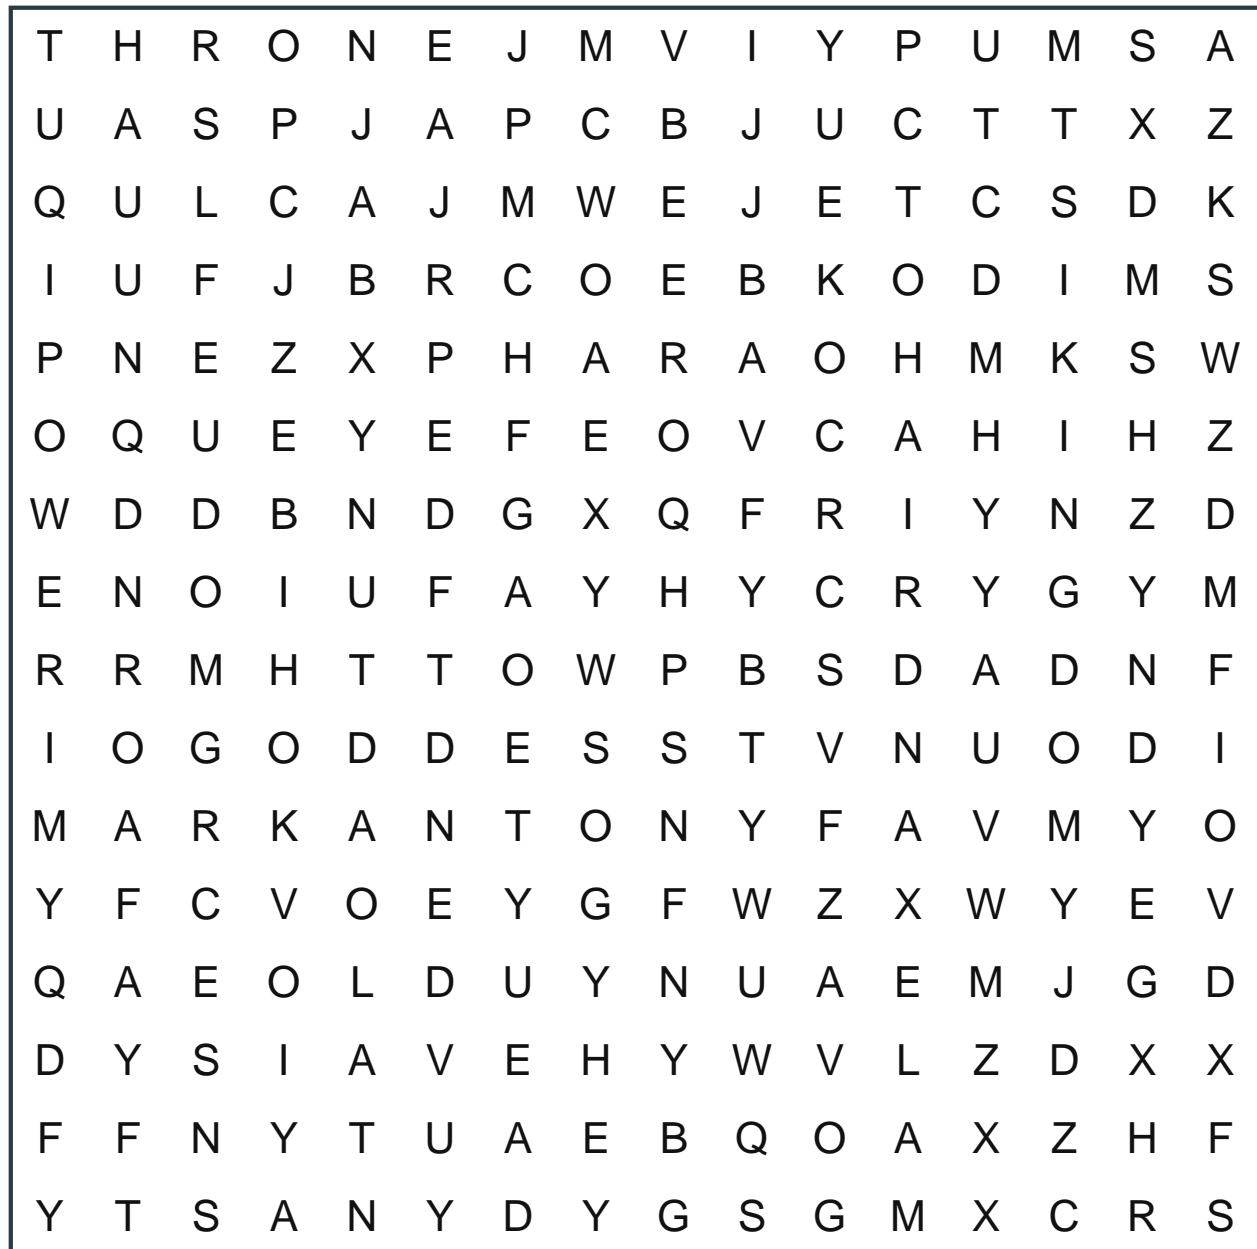 T H R O N E J M V I Y P U M S A
U A S P J A P C B J U C T T X Z
Q U L C A J M W E J E T C S D K
I U F J B R C O E B K O D I M S
P N E Z X P H A R A O H M K S W
O Q U E Y E F E O V C A H I H Z
W D D B N D G X Q F R I Y N Z D
E N O I U F A Y H Y C R Y G Y M
R R M H T T O W P B S D A D N F
I O G O D D E S S T V N U O D I
M A R K A N T O N Y F A V M Y O
Y F C V O E Y G F W Z X W Y E V
Q A E O L D U Y N U A E M J G D
D Y S I A V E H Y W V L Z D X X
F F N Y T U A E B Q O A X Z H F
Y T S A N Y D Y G S G M X C R S